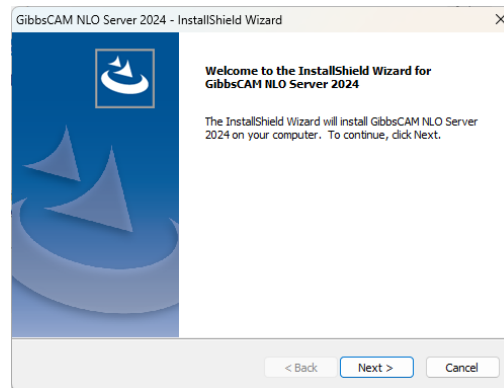 GibbsCAM NLO Server 2024 - InstallShield Wizard
Welcome to the InstallShield Wizard for
GibbsCAM NLO Server 2024
The InstallShield Wizard will install GibbsCAM NLO Server
2024 on your computer. To continue, click Next.
< Back Next > Cancel